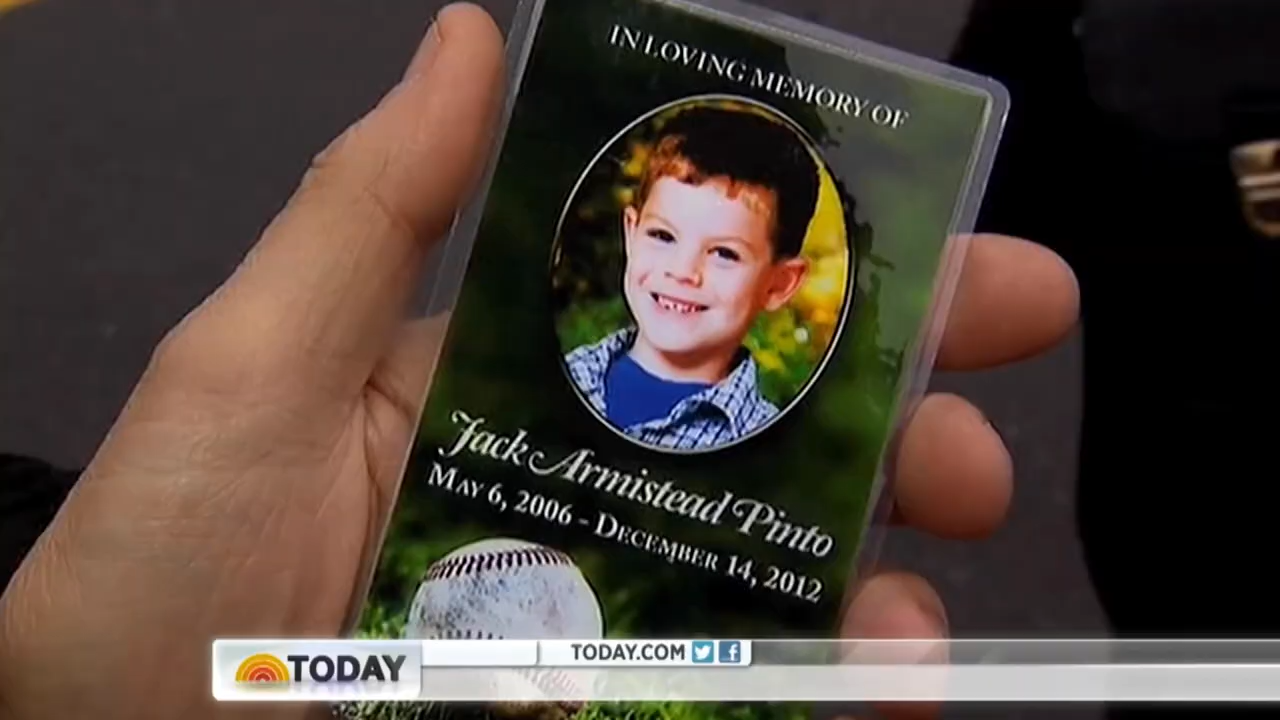 IN LOVING MEMORY OF
Jack Armistead Pinto
MAY 6, 2006 - DECEMBER 14, 2012
TODAY
TODAY.COM